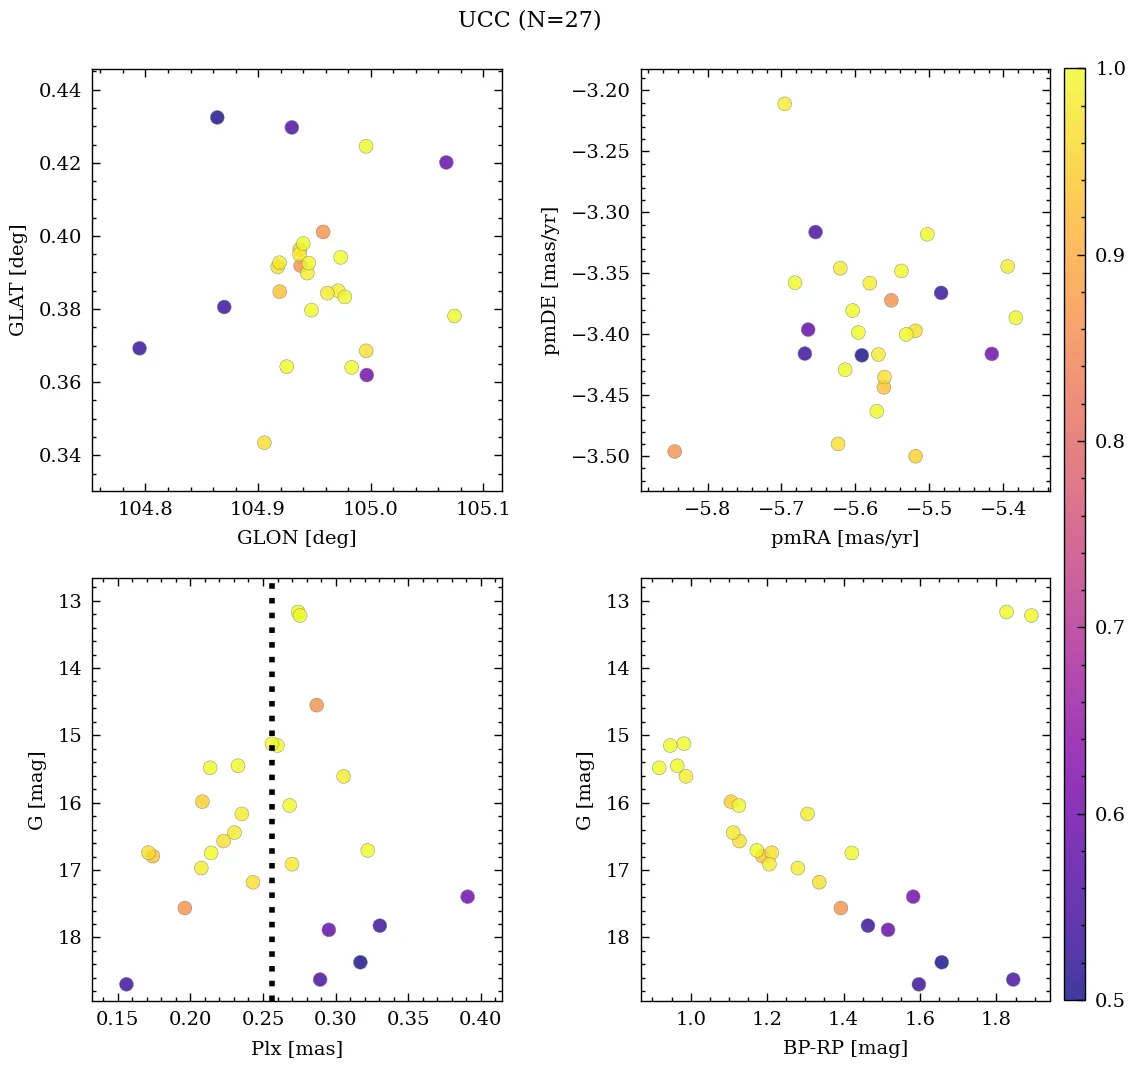 UCC (N=27)
0.44
0.42
0.40
0.38
0.36
0.34
GLAT [deg]
104.8 104.9 105.0 105.1
GLON [deg]
−3.20
−3.25
−3.30
−3.35
−3.40
−3.45
−3.50
pmDE [mas/yr]
−5.8 −5.7 −5.6 −5.5 −5.4
pmRA [mas/yr]
13
14
15
16
17
18
G [mag]
0.15 0.20 0.25 0.30 0.35 0.40
Plx [mas]
13
14
15
16
17
18
G [mag]
1.0 1.2 1.4 1.6 1.8
BP-RP [mag]
1.0
0.9
0.8
0.7
0.6
0.5